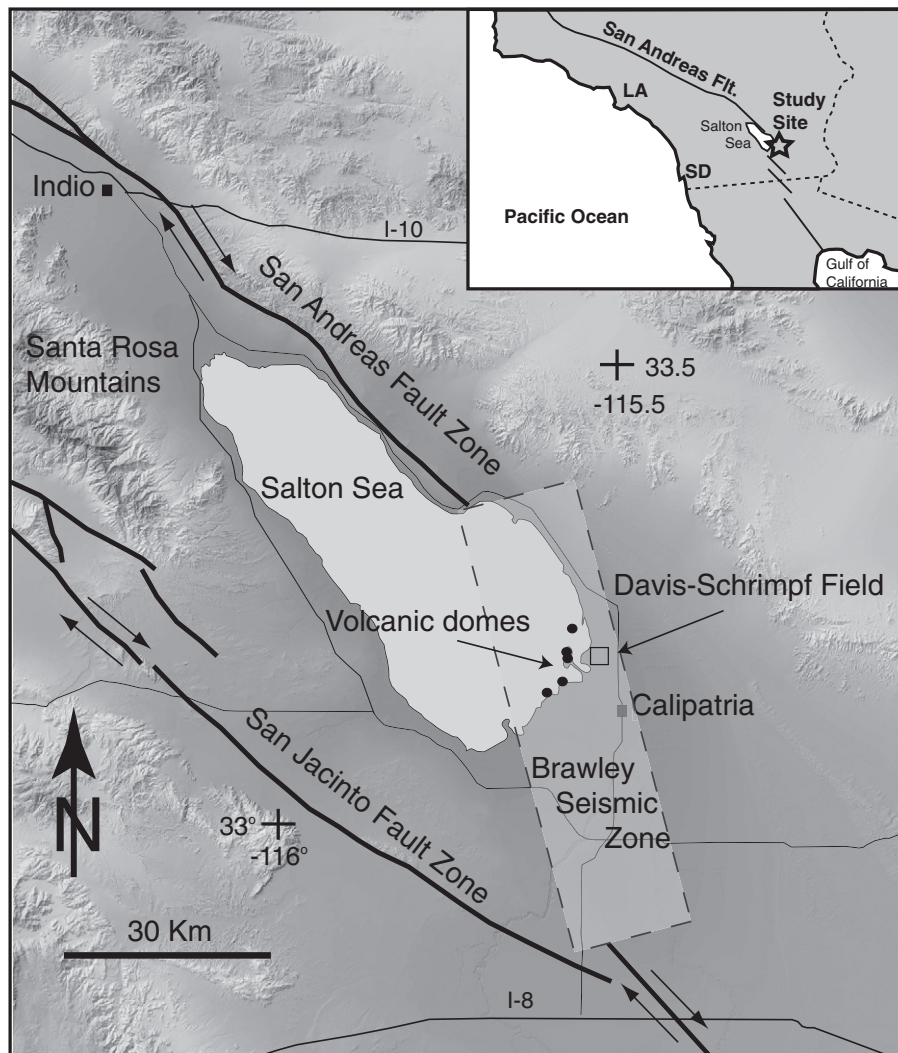 San Andreas Flt.
LA
Study
Site
Salton
Sea
SD
Pacific Ocean
Gulf of
California
Indio
I-10
San Andreas Fault Zone
Santa Rosa
Mountains
33.5
-115.5
Salton Sea
Davis-Schrimpf Field
Volcanic domes
Calipatria
San Jacinto Fault Zone
Brawley
Seismic
Zone
33°
-116°
N
30 Km
I-8